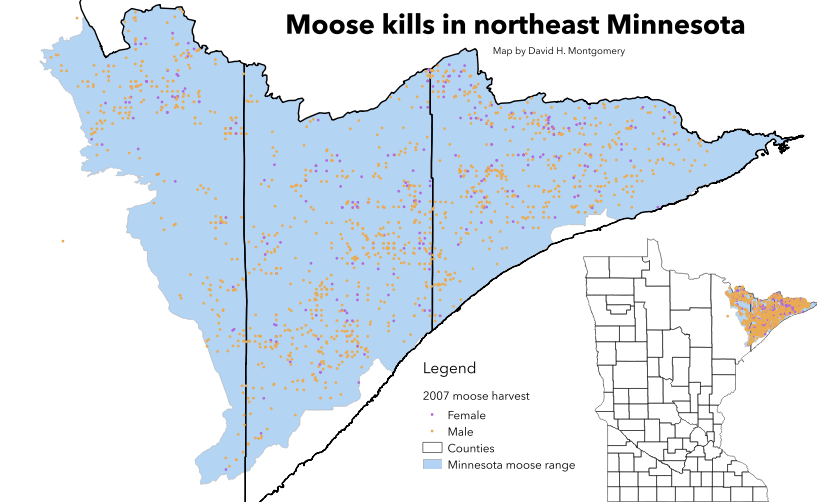 Moose kills in northeast Minnesota
Map by David H. Montgomery
Legend
2007 moose harvest
Female
Male
Counties
Minnesota moose range